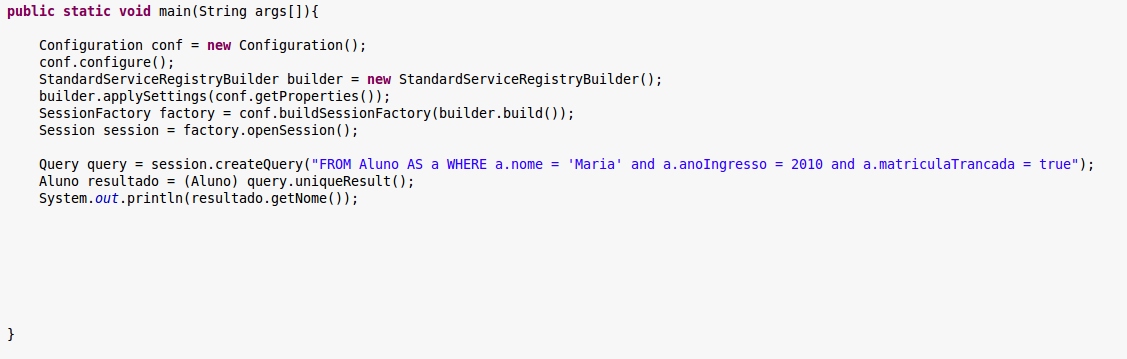 public static void main(String args[]){
Configuration conf = new Configuration();
conf.configure();
StandardServiceRegistryBuilder builder = new StandardServiceRegistryBuilder();
builder.applySettings(conf.getProperties());
SessionFactory factory = conf.buildSessionFactory(builder.build());
Session session = factory.openSession();
Query query = session.createQuery("FROM Aluno AS a WHERE a.nome = 'Maria' and a.anoIngresso = 2010 and a.matriculaTrancada = true");
Aluno resultado = (Aluno) query.uniqueResult();
System.out.println(resultado.getNome());
}